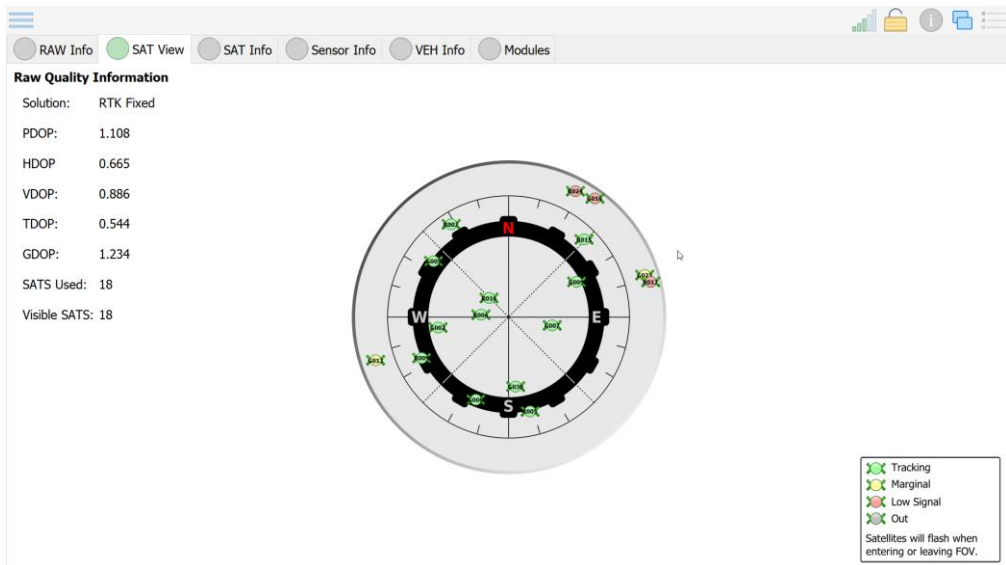 RAW Info
SAT View
SAT Info
Sensor Info
VEH Info
Modules
Raw Quality Information
Solution: RTK Fixed
PDOP: 1.108
HDOP 0.665
VDOP: 0.886
TDOP: 0.544
GDOP: 1.234
SATS Used: 18
Visible SATS: 18
N
W
E
S
Tracking
Marginal
Low Signal
Out
Satellites will flash when
entering or leaving FOV.